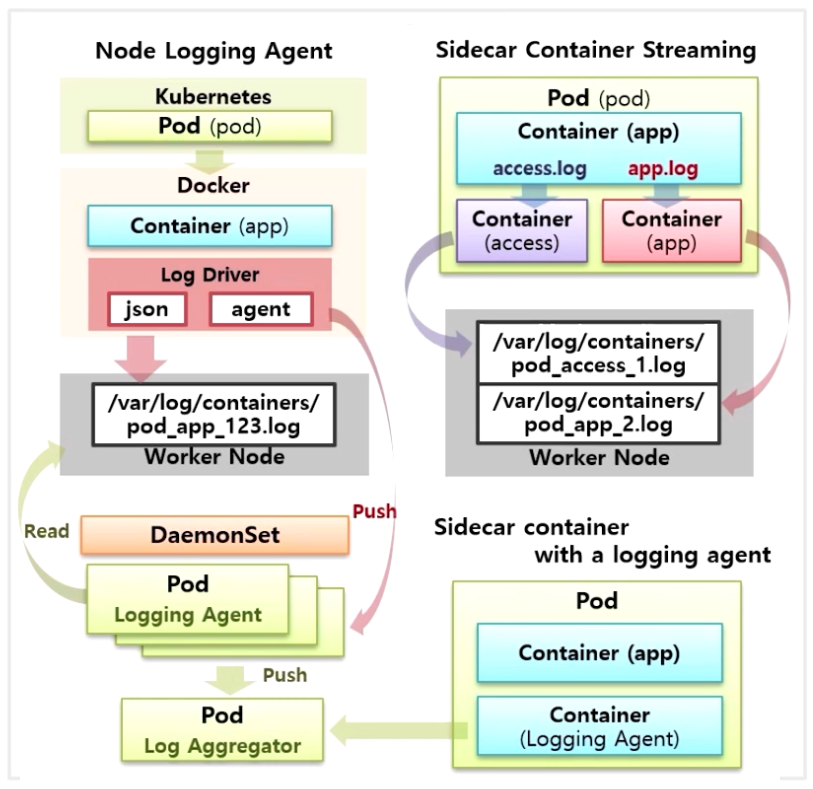 Node Logging Agent
Kubernetes
Pod (pod)
Docker
Container (app)
Log Driver
json
agent
/var/log/containers/
pod_app_123.log
Worker Node
Read
Push
DaemonSet
Pod
Logging Agent
Push
Pod
Log Aggregator
Sidecar Container Streaming
Pod (pod)
Container (app)
access.log
app.log
Container
(access)
Container
(app)
/var/log/containers/
pod_access_1.log
/var/log/containers/
pod_app_2.log
Worker Node
Sidecar container
with a logging agent
Pod
Container (app)
Container
(Logging Agent)